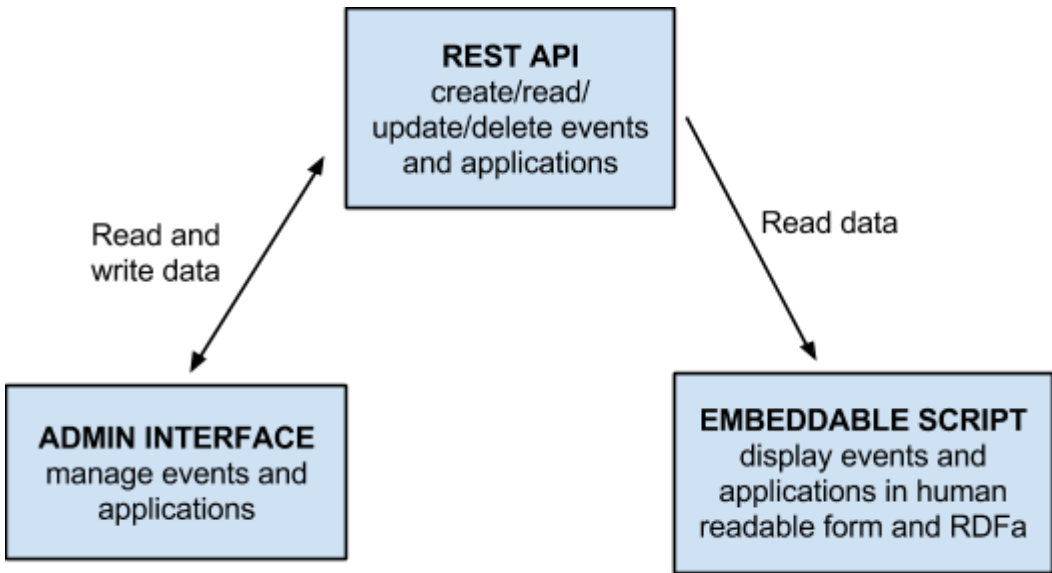 REST API
create/read/
update/delete events
and applications
Read and
write data
Read data
ADMIN INTERFACE
manage events and
applications
EMBEDDABLE SCRIPT
display events and
applications in human
readable form and RDFa